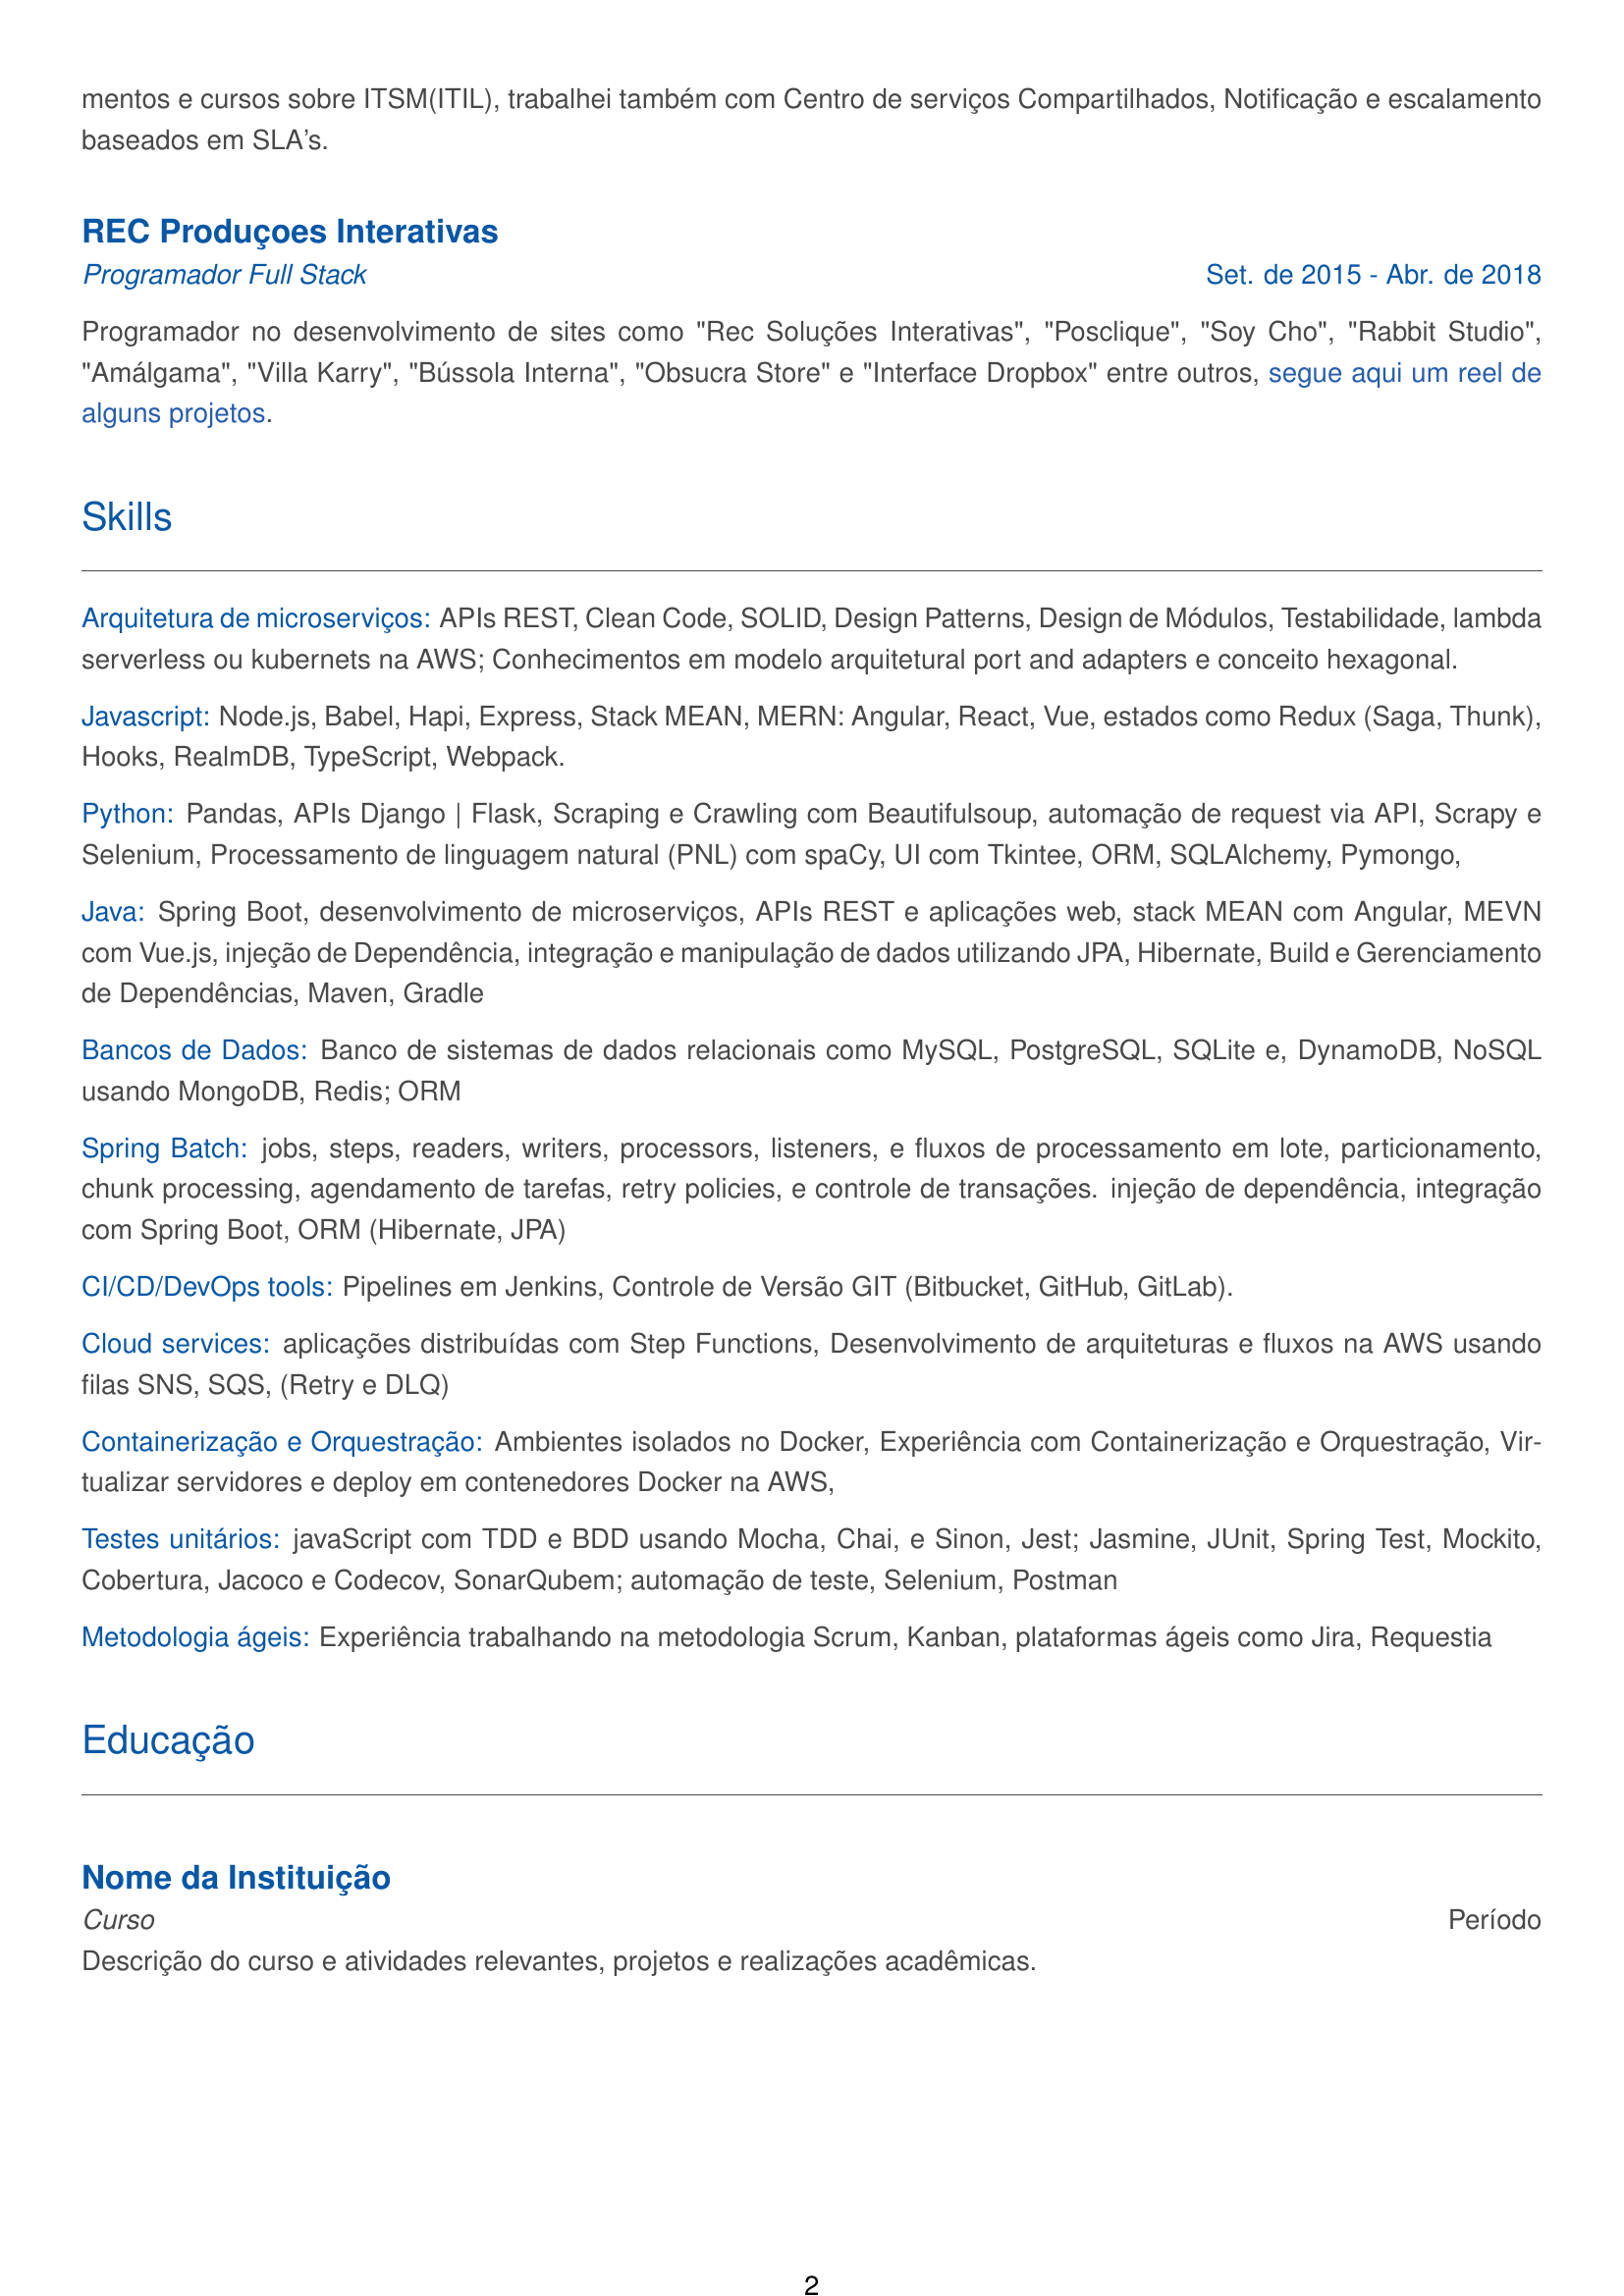 mentos e cursos sobre ITSM(ITIL), trabalhei também com Centro de serviços Compartilhados, Notificação e escalamento
baseados em SLA's.
REC Produçoes Interativas
Programador Full Stack Set. de 2015 - Abr. de 2018
Programador no desenvolvimento de sites como "Rec Soluções Interativas", "Posclique", "Soy Cho", "Rabbit Studio",
"Amálgama", "Villa Karry", "Bússola Interna", "Obsucra Store" e "Interface Dropbox" entre outros, segue aqui um reel de
alguns projetos.
Skills
Arquitetura de microserviços: APIs REST, Clean Code, SOLID, Design Patterns, Design de Módulos, Testabilidade, lambda
serverless ou kubernets na AWS; Conhecimentos em modelo arquitetural port and adapters e conceito hexagonal.
Javascript: Node.js, Babel, Hapi, Express, Stack MEAN, MERN: Angular, React, Vue, estados como Redux (Saga, Thunk),
Hooks, RealmDB, TypeScript, Webpack.
Python: Pandas, APIs Django | Flask, Scraping e Crawling com Beautifulsoup, automação de request via API, Scrapy e
Selenium, Processamento de linguagem natural (PNL) com spaCy, UI com Tkintee, ORM, SQLAlchemy, Pymongo,
Java: Spring Boot, desenvolvimento de microserviços, APIs REST e aplicações web, stack MEAN com Angular, MEVN
com Vue.js, injeção de Dependência, integração e manipulação de dados utilizando JPA, Hibernate, Build e Gerenciamento
de Dependências, Maven, Gradle
Bancos de Dados: Banco de sistemas de dados relacionais como MySQL, PostgreSQL, SQLite e, DynamoDB, NoSQL
usando MongoDB, Redis; ORM
Spring Batch: jobs, steps, readers, writers, processors, listeners, e fluxos de processamento em lote, particionamento,
chunk processing, agendamento de tarefas, retry policies, e controle de transações. injeção de dependência, integração
com Spring Boot, ORM (Hibernate, JPA)
CI/CD/DevOps tools: Pipelines em Jenkins, Controle de Versão GIT (Bitbucket, GitHub, GitLab).
Cloud services: aplicações distribuídas com Step Functions, Desenvolvimento de arquiteturas e fluxos na AWS usando
filas SNS, SQS, (Retry e DLQ)
Containerização e Orquestração: Ambientes isolados no Docker, Experiência com Containerização e Orquestração, Vir-
tualizar servidores e deploy em contenedores Docker na AWS,
Testes unitários: javaScript com TDD e BDD usando Mocha, Chai, e Sinon, Jest; Jasmine, JUnit, Spring Test, Mockito,
Cobertura, Jacoco e Codecov, SonarQubem; automação de teste, Selenium, Postman
Metodologia ágeis: Experiência trabalhando na metodologia Scrum, Kanban, plataformas ágeis como Jira, Requestia
Educação
Nome da Instituição
Curso Período
Descrição do curso e atividades relevantes, projetos e realizações acadêmicas.
2